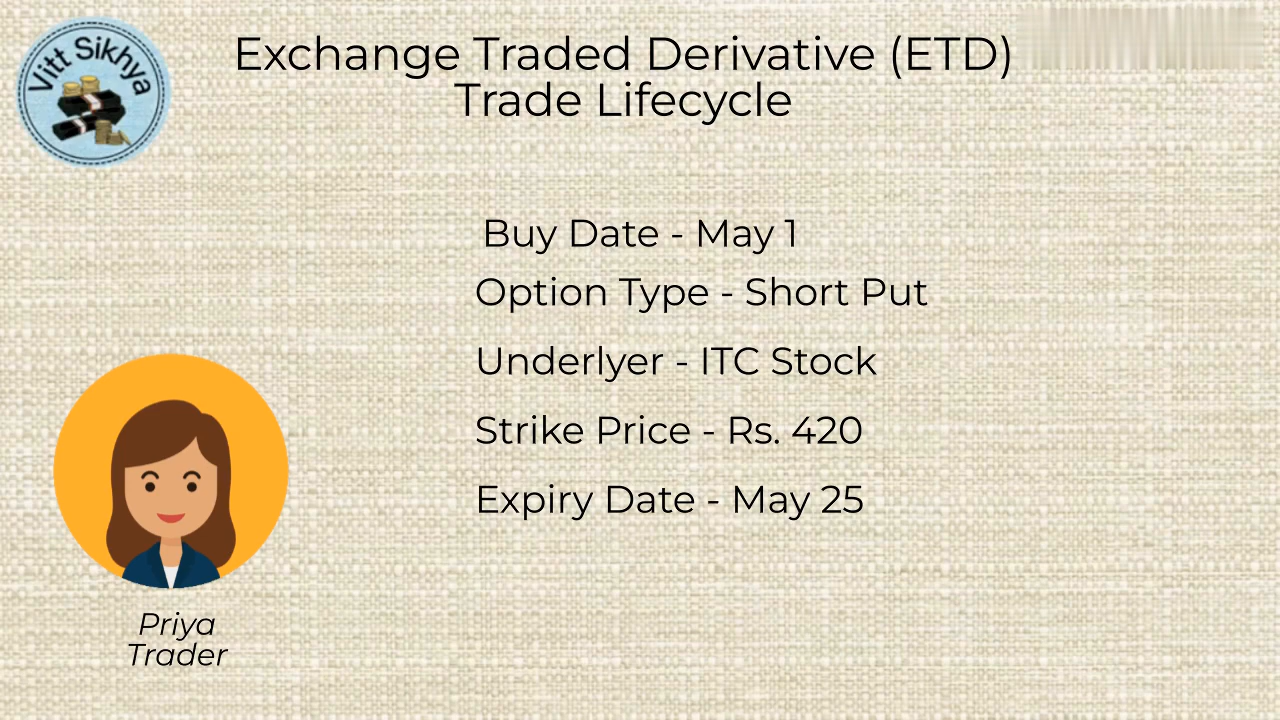 Vitt Sikhya
Exchange Traded Derivative (ETD)
Trade Lifecycle
Buy Date - May 1
Option Type - Short Put
Underlyer - ITC Stock
Strike Price - Rs. 420
Expiry Date - May 25
Priya
Trader